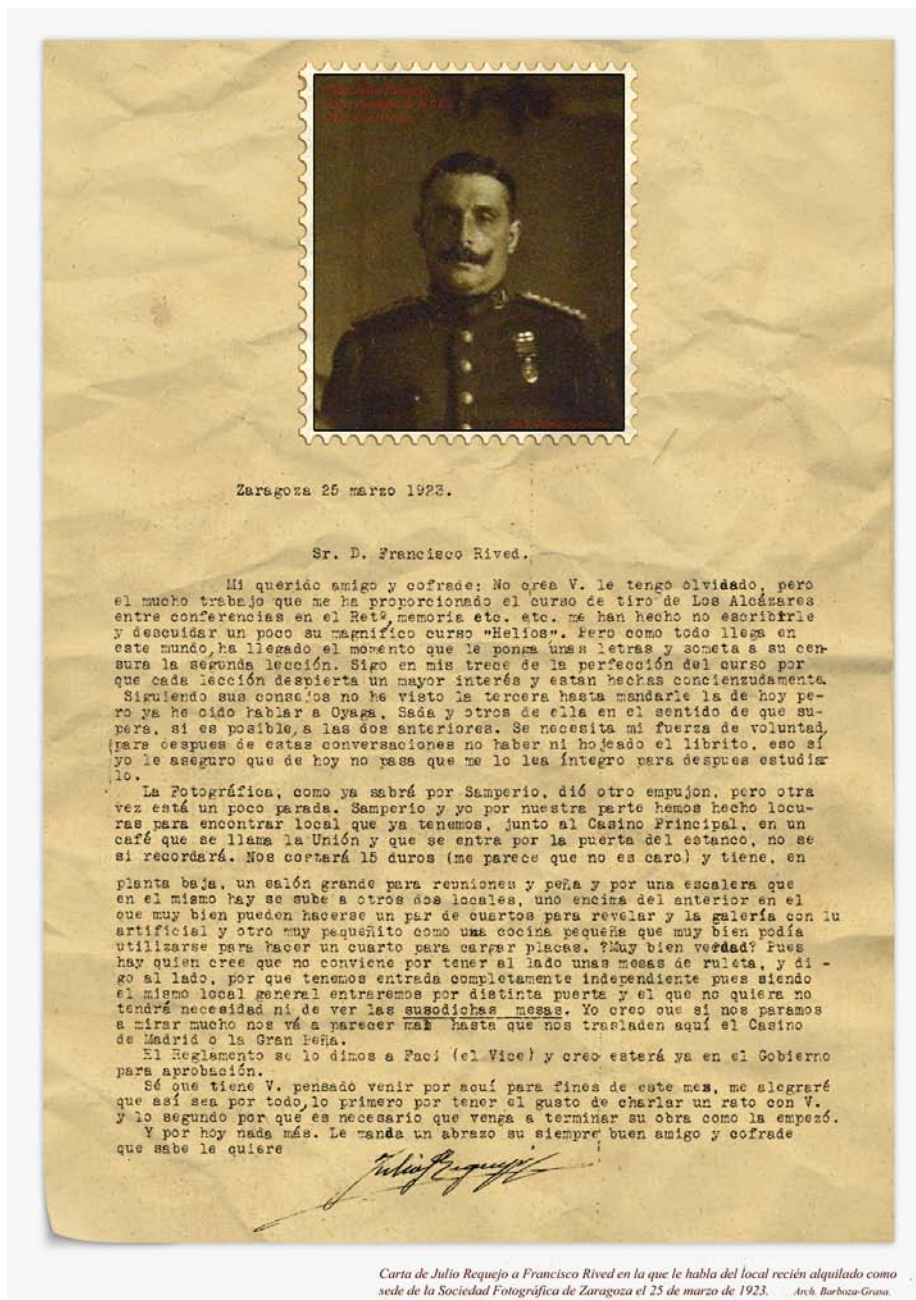 Zaragoza 25 marzo 1923.
Sr. D. Francisco Rived.
Mi querido amigo y cofrade: No crea V. le tengo olvidado, pero
el mucho trabajo que me ha proporcionado el curso de tiro de Los Alcázares
entre conferencias en el Retº, memoria etc. etc. me han hecho no escribirle
y descuidar un poco su magnifico curso "Helios". Pero como todo llega en
este mundo, ha llegado el momento que le ponga unas letras y someta a su cen-
sura la segunda lección. Sigo en mis trece de la perfección del curso por
que cada lección despierta un mayor interés y estan hechas concienzudamente.
Siguiendo sus consejos no he visto la tercera hasta mandarle la de hoy pe-
ro ya he oido hablar a Oyaga, Sada y otros de ella en el sentido de que su-
pera, si es posible, a las dos anteriores. Se necesita mi fuerza de voluntad,
para despues de estas conversaciones no haber ni hojeado el librito, eso sí
yo le aseguro que de hoy no pasa que me lo lea íntegro para despues estudiar
lo.
La Fotográfica, como ya sabrá por Samperio, dió otro empujon, pero otra
vez está un poco parada. Samperio y yo por nuestra parte hemos hecho locu-
ras para encontrar local que ya tenemos, junto al Casino Principal, en un
café que se llama la Unión y que se entra por la puerta del estanco, no se
si recordará. Nos costará 15 duros (me parece que no es caro) y tiene, en
planta baja, un salón grande para reuniones y peña y por una escalera que
en el mismo hay se sube a otros dos locales, uno encima del anterior en el
que muy bien pueden hacerse un par de cuartos para revelar y la galería con lu
artificial y otro muy pequeñito como una cocina pequeña que muy bien podía
utilizarse para hacer un cuarto para cargar placas. ?Muy bien verdad? Pues
hay quien cree que no conviene por tener al lado unas mesas de ruleta, y di -
go al lado, por que tenemos entrada completamente independiente pues siendo
el mismo local general entraremos por distinta puerta y el que no quiera no
tendrá necesidad ni de ver las susodichas mesas. Yo creo que si nos paramos
a mirar mucho nos vá a parecer mal hasta que nos trasladen aquí el Casino
de Madrid o la Gran Peña.
El Reglamento se lo dimos a Faci (el Vice) y creo estará ya en el Gobierno
para aprobación.
Sé que tiene V. pensado venir por aquí para fines de este mes, me alegraré
que así sea por todo, lo primero por tener el gusto de charlar un rato con V.
y lo segundo por que es necesario que venga a terminar su obra como la empezó.
Y por hoy nada más. Le manda un abrazo su siempre buen amigo y cofrade
que sabe le quiere
Julio Requejo
Carta de Julio Requejo a Francisco Rived en la que le habla del local recién alquilado como
sede de la Sociedad Fotográfica de Zaragoza el 25 de marzo de 1923. Arch. Barboza-Grasa.